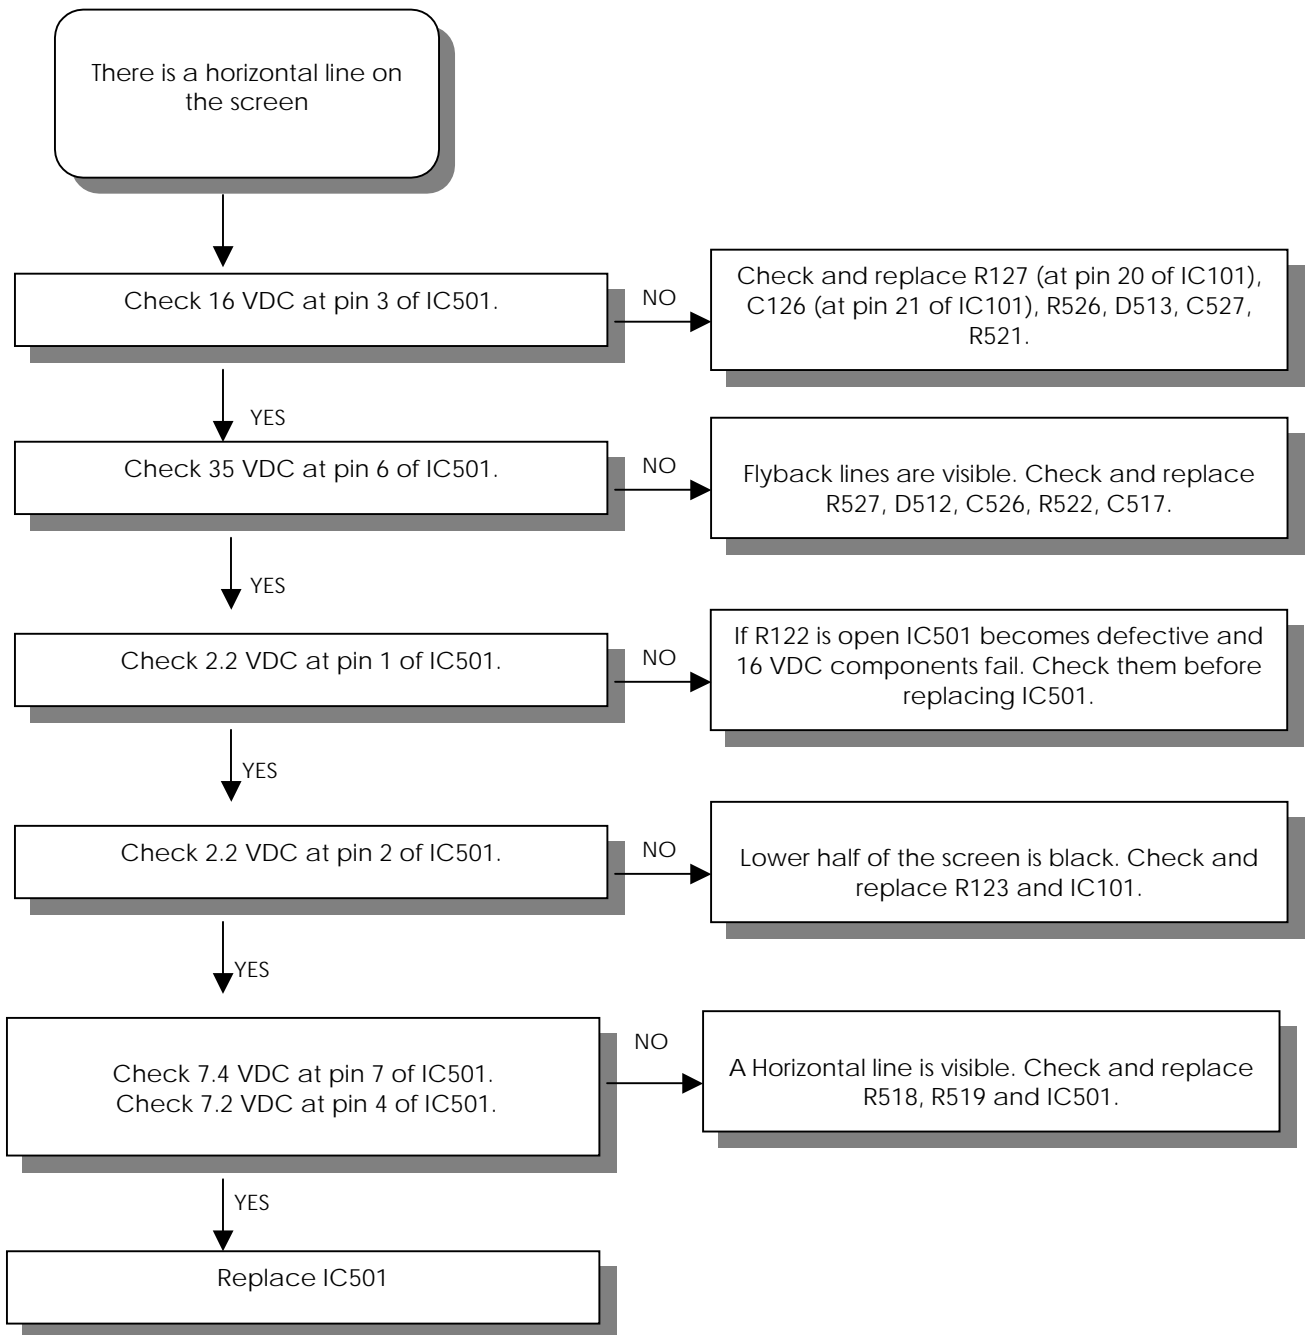 There is a horizontal line on
the screen
Check 16 VDC at pin 3 of IC501.
NO
Check and replace R127 (at pin 20 of IC101),
C126 (at pin 21 of IC101), R526, D513, C527,
R521.
YES
Check 35 VDC at pin 6 of IC501.
NO
Flyback lines are visible. Check and replace
R527, D512, C526, R522, C517.
YES
Check 2.2 VDC at pin 1 of IC501.
NO
If R122 is open IC501 becomes defective and
16 VDC components fail. Check them before
replacing IC501.
YES
Check 2.2 VDC at pin 2 of IC501.
NO
Lower half of the screen is black. Check and
replace R123 and IC101.
YES
Check 7.4 VDC at pin 7 of IC501.
Check 7.2 VDC at pin 4 of IC501.
NO
A Horizontal line is visible. Check and replace
R518, R519 and IC501.
YES
Replace IC501